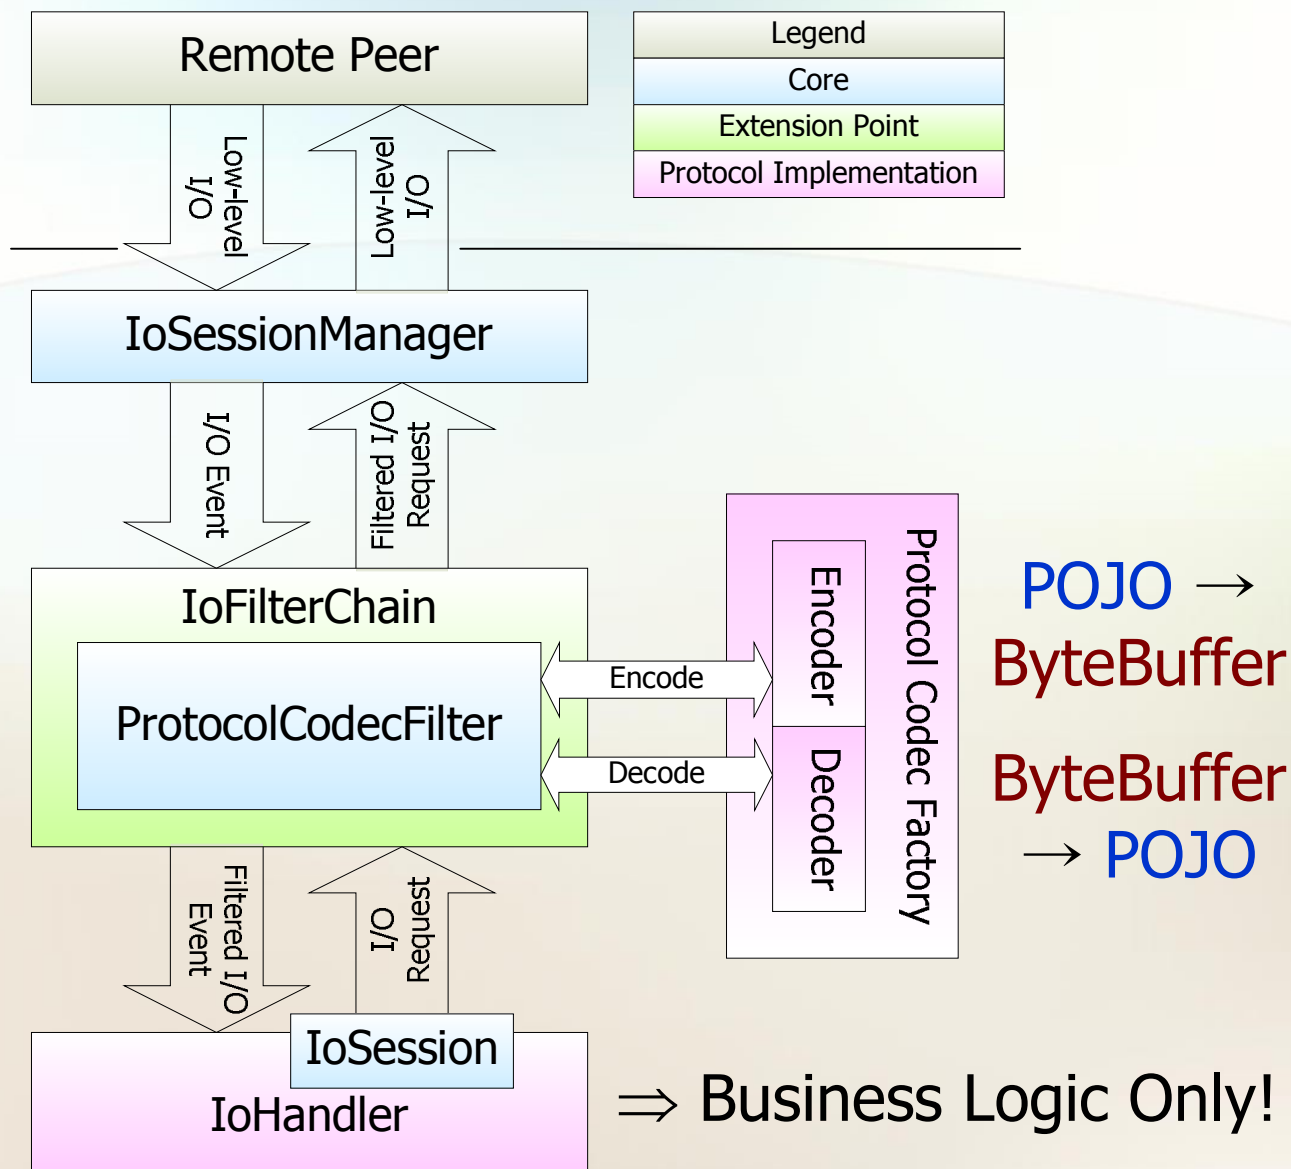 Remote Peer
Legend
Core
Extension Point
Protocol Implementation
Low-level
I/O
Low-level
I/O
IoSessionManager
I/O Event
Filtered I/O
Request
IoFilterChain
ProtocolCodecFilter
Encode
Decode
Encoder
Decoder
Protocol Codec Factory
POJO →
ByteBuffer
ByteBuffer
→ POJO
Filtered I/O
Event
I/O
Request
IoSession
IoHandler
⇒ Business Logic Only!